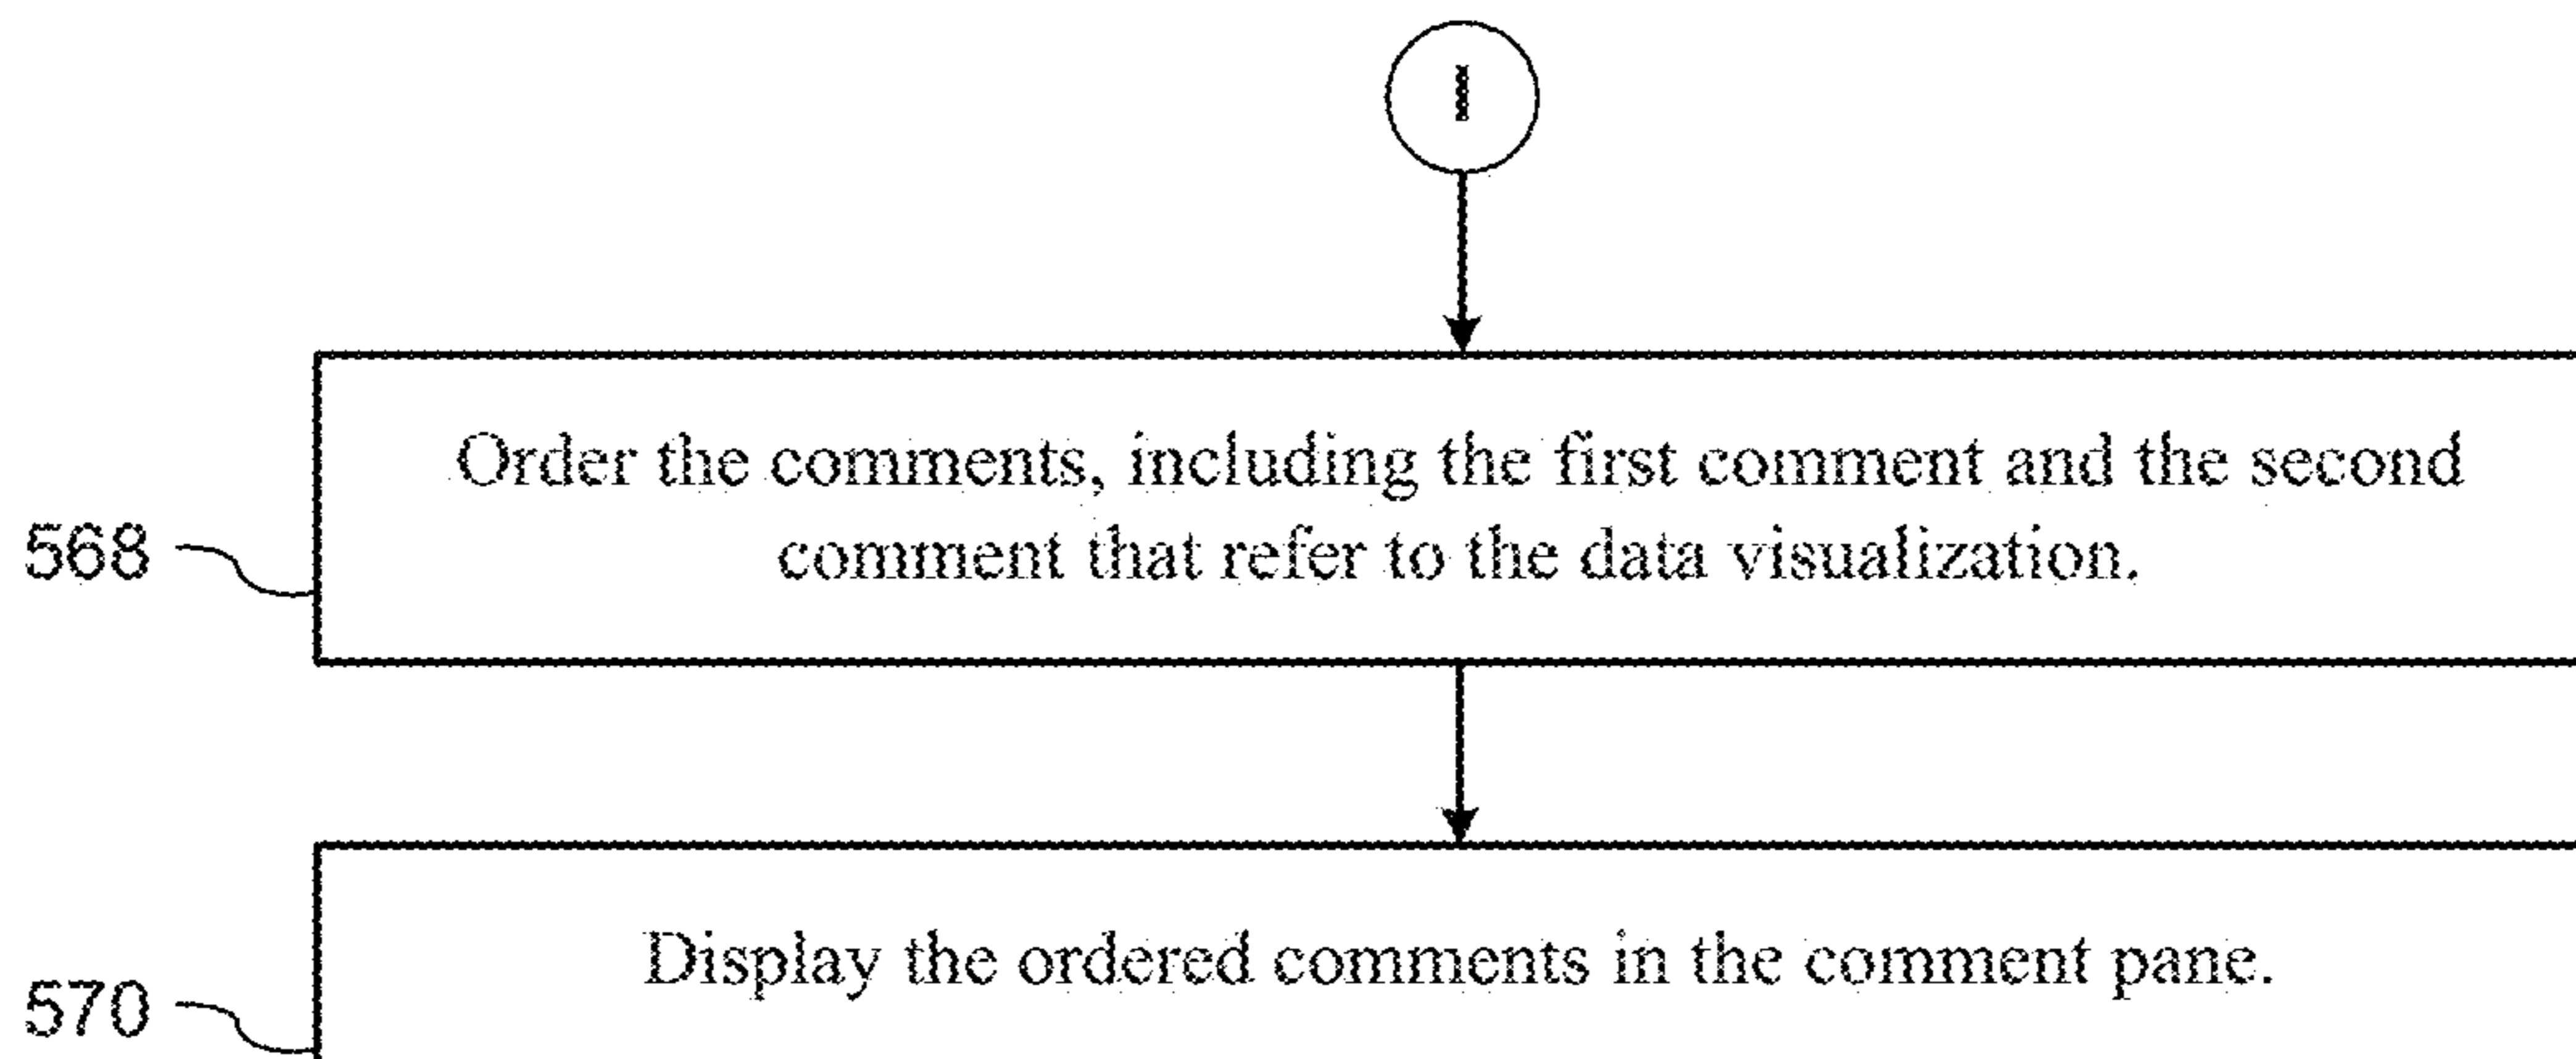 I
Order the comments, including the first comment and the second
comment that refer to the data visualization.
568
Display the ordered comments in the comment pane.
570